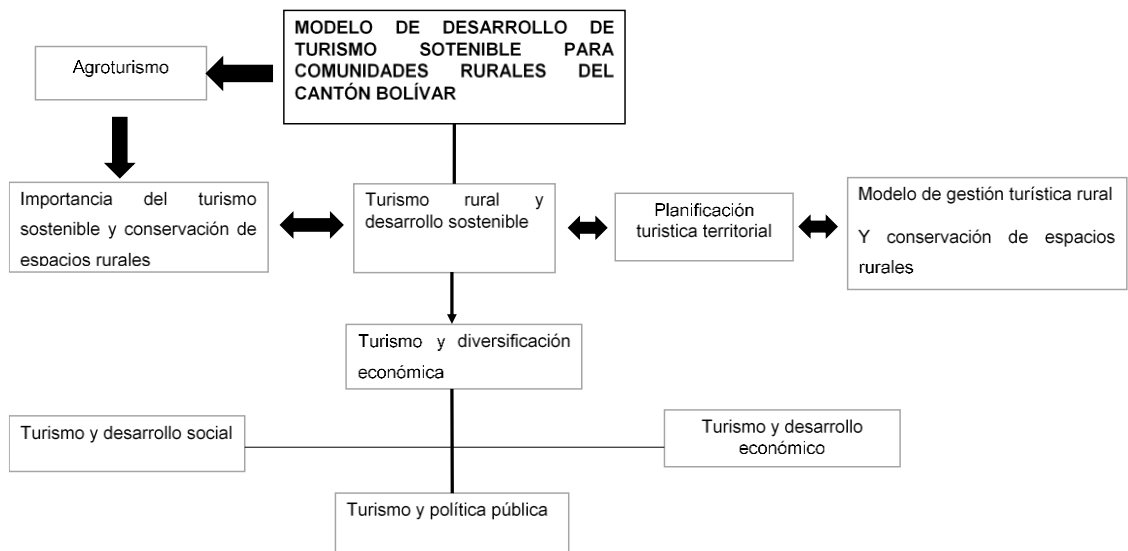 MODELO DE DESARROLLO DE
TURISMO SOTENIBLE PARA
COMUNIDADES RURALES DEL
CANTÓN BOLÍVAR
Agroturismo
Importancia del turismo
sostenible y conservación de
espacios rurales
Turismo rural y
desarrollo sostenible
Planificación
turistica territorial
Modelo de gestión turística rural
Y conservación de espacios
rurales
Turismo y diversificación
económica
Turismo y desarrollo social
Turismo y desarrollo
económico
Turismo y política pública